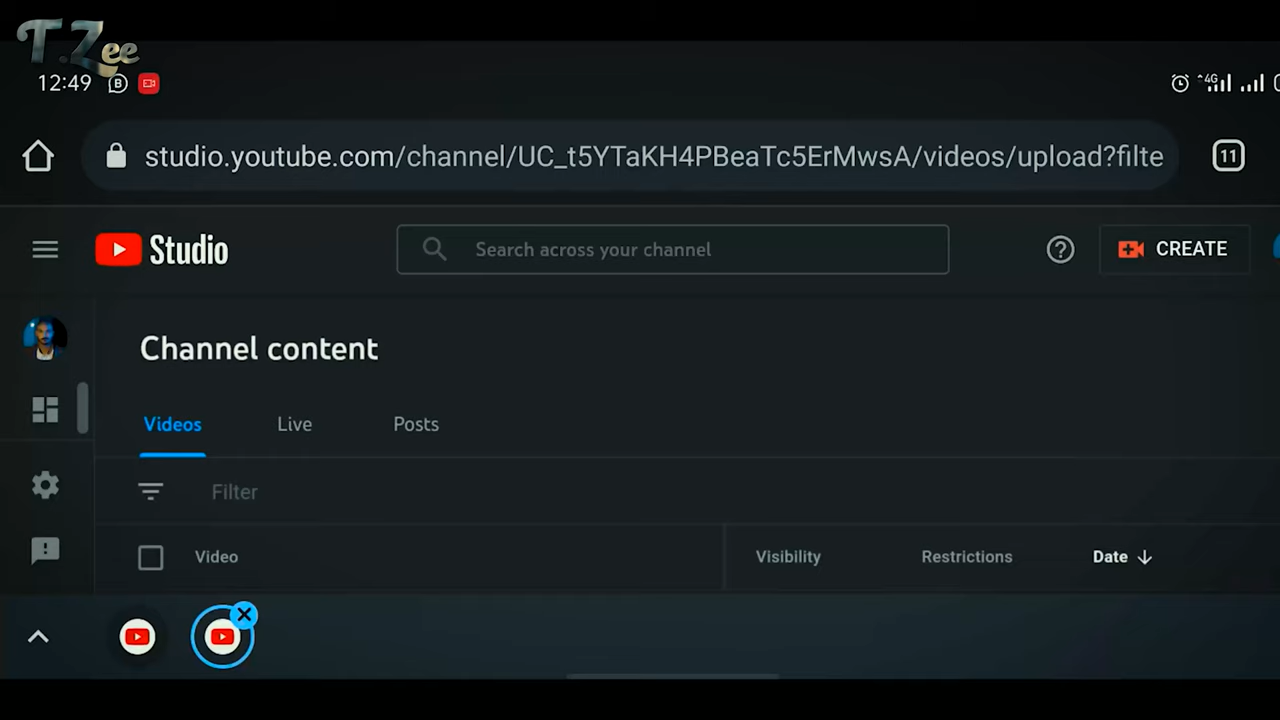 T.Zee
12:49 B 4G
studio.youtube.com/channel/UC_t5YTaKH4PBeaTc5ErMwsA/videos/upload?filte 11
Studio Search across your channel ? CREATE
Channel content
Videos Live Posts
Filter
Video Visibility Restrictions Date